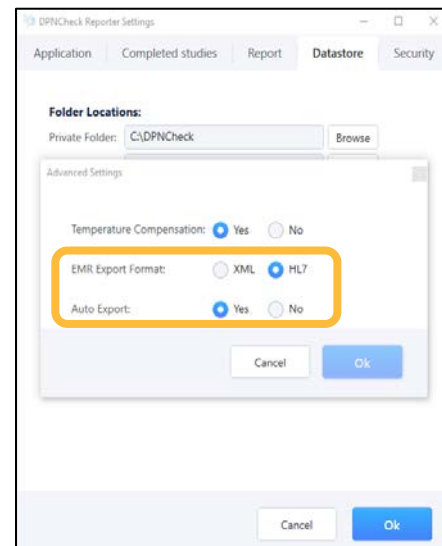 DPNCheck Reporter Settings
Application Completed studies Report Datastore Security
Folder Locations:
Private Folder: C:\DPNCheck Browse
Advanced Settings
Temperature Compensation: Yes No
EMR Export Format: XML HL7
Auto Export: Yes No
Cancel Ok
Cancel Ok